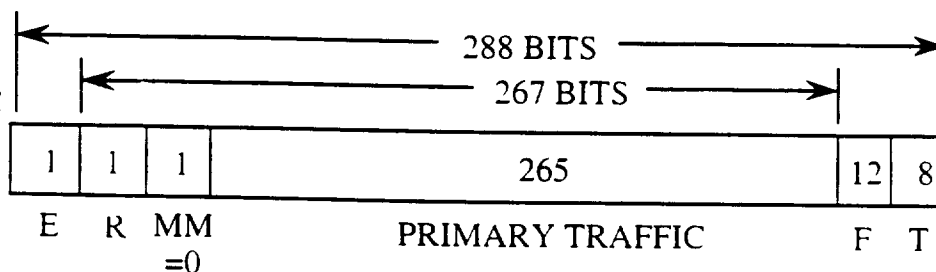 288 BITS
267 BITS
1 1 1 265 12 8
E R MM PRIMARY TRAFFIC F T
=0